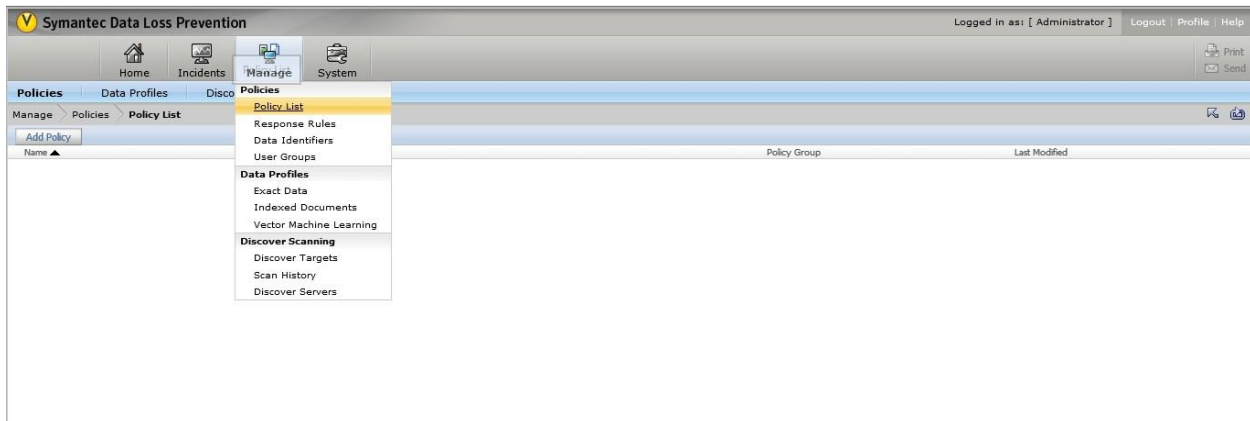 Symantec Data Loss Prevention
Logged in as: [ Administrator ] Logout | Profile | Help
Home Incidents Manage System
Print
Send
Policies Data Profiles Disco
Manage Policies Policy List
Add Policy
Name Policy Group Last Modified
Policies
Policy List
Response Rules
Data Identifiers
User Groups
Data Profiles
Exact Data
Indexed Documents
Vector Machine Learning
Discover Scanning
Discover Targets
Scan History
Discover Servers